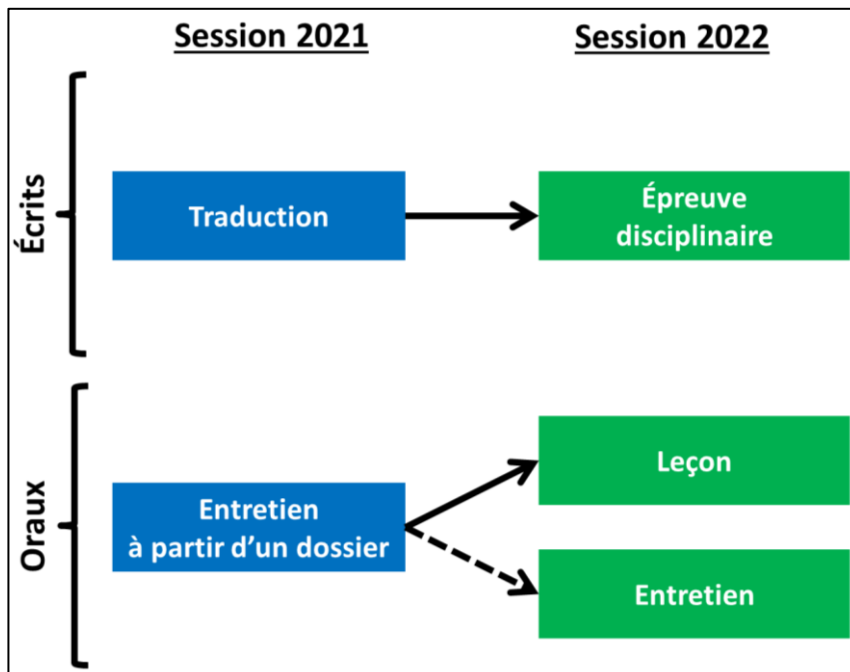 Session 2021
Session 2022
Écrits
Traduction
Épreuve
disciplinaire
Oraux
Entretien
à partir d'un dossier
Leçon
Entretien